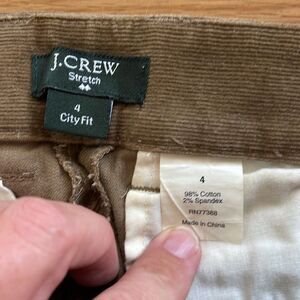 J.CREW
Stretch
4
City Fit
4
98% Cotton
2% Spandex
RN77388
Made in China